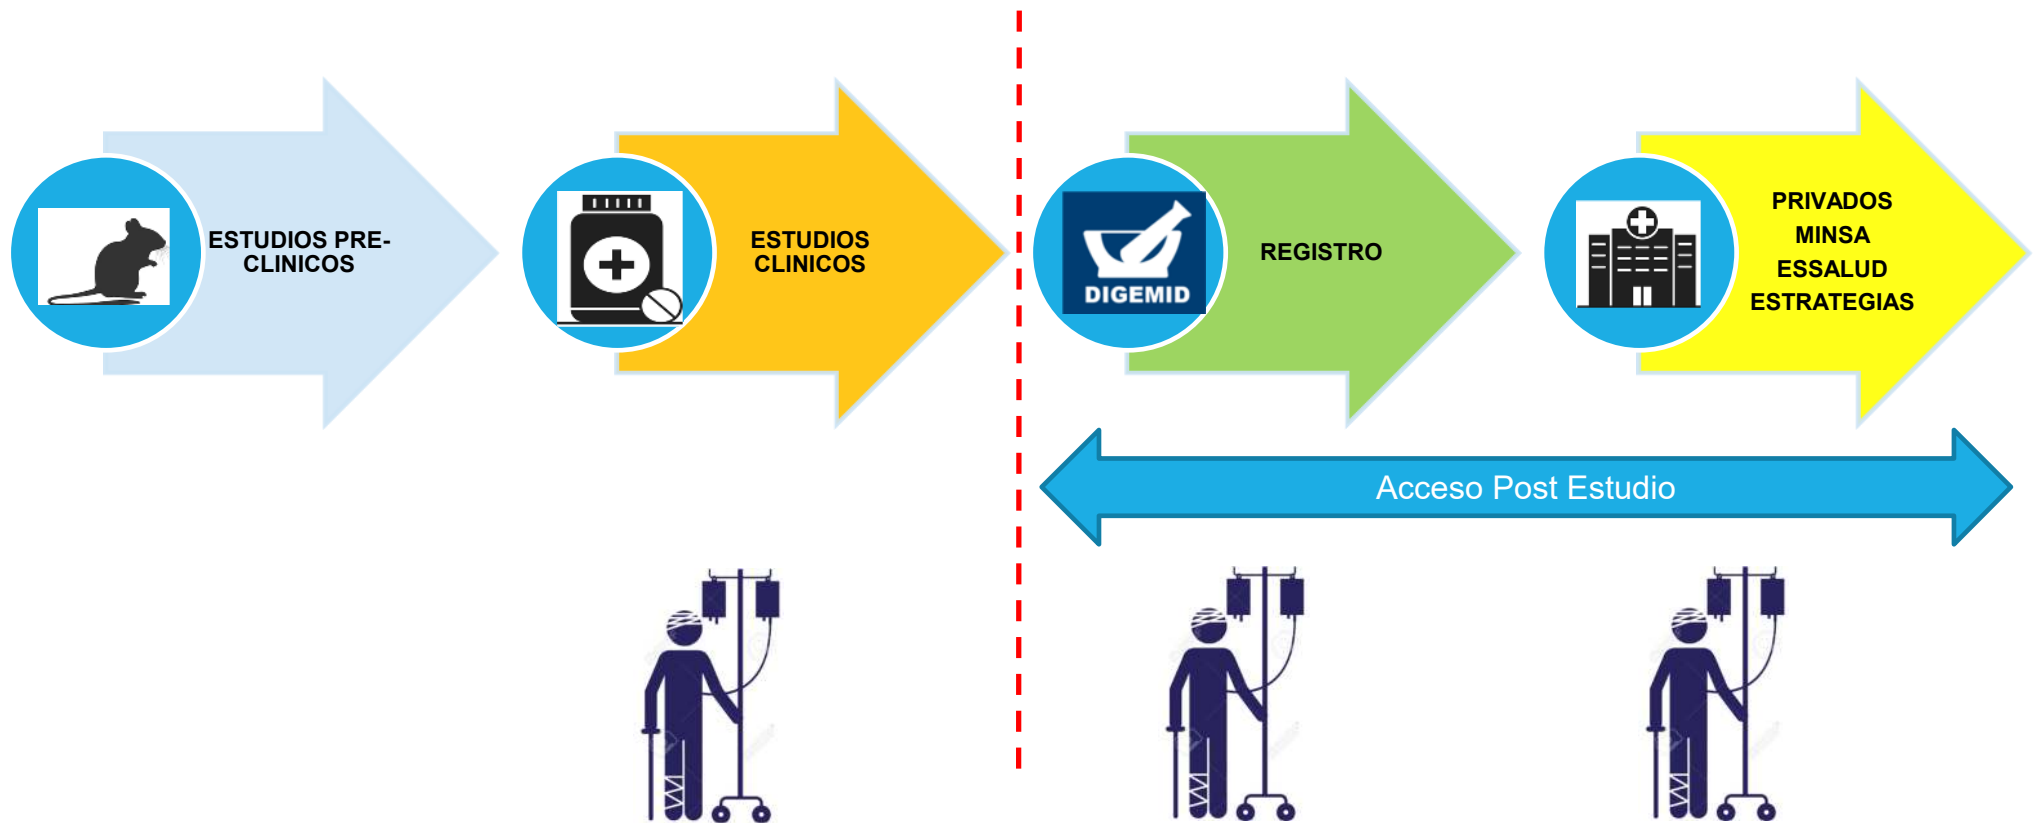 ESTUDIOS PRE-
CLINICOS
ESTUDIOS
CLINICOS
DIGEMID
REGISTRO
PRIVADOS
MINSA
ESSALUD
ESTRATEGIAS
Acceso Post Estudio